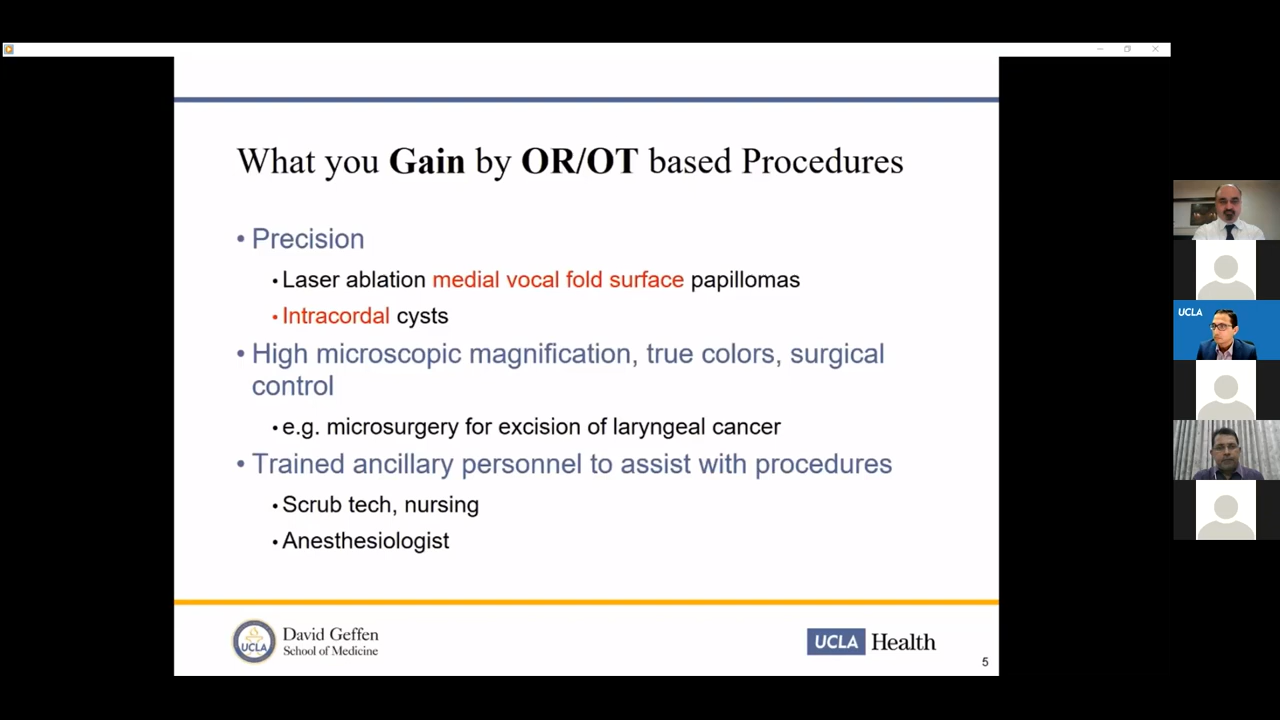 What you Gain by OR/OT based Procedures
• Precision
• Laser ablation medial vocal fold surface papillomas
• Intracordal cysts
• High microscopic magnification, true colors, surgical
control
• e.g. microsurgery for excision of laryngeal cancer
• Trained ancillary personnel to assist with procedures
• Scrub tech, nursing
• Anesthesiologist
UCLA
David Geffen
School of Medicine
UCLA Health
5
UCLA